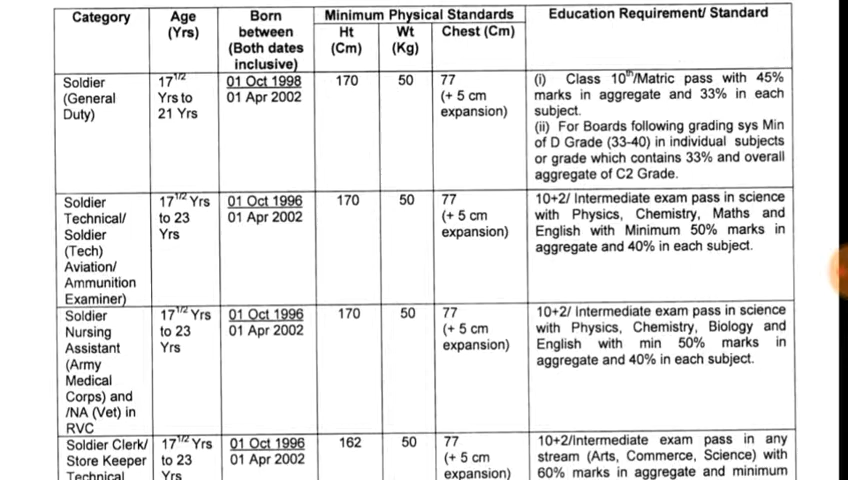 Category Age (Yrs) Born between (Both dates inclusive) Minimum Physical Standards Education Requirement/ Standard
Ht (Cm) Wt (Kg) Chest (Cm)
Soldier (General Duty)
17 1/2 Yrs to 21 Yrs
01 Oct 1998
01 Apr 2002
170
50
77
(+ 5 cm
expansion)
(i) Class 10th/Matric pass with 45%
marks in aggregate and 33% in each
subject.
(ii) For Boards following grading sys Min
of D Grade (33-40) in individual subjects
or grade which contains 33% and overall
aggregate of C2 Grade.
Soldier
Technical/
Soldier
(Tech)
Aviation/
Ammunition
Examiner)
17 1/2 Yrs
to 23
Yrs
01 Oct 1996
01 Apr 2002
170
50
77
(+ 5 cm
expansion)
10+2/ Intermediate exam pass in science
with Physics, Chemistry, Maths and
English with Minimum 50% marks in
aggregate and 40% in each subject.
Soldier
Nursing
Assistant
(Army
Medical
Corps) and
/NA (Vet) in
RVC
17 1/2 Yrs
to 23
Yrs
01 Oct 1996
01 Apr 2002
170
50
77
(+ 5 cm
expansion)
10+2/ Intermediate exam pass in science
with Physics, Chemistry, Biology and
English with min 50% marks in
aggregate and 40% in each subject.
Soldier Clerk/
Store Keeper
Technical
17 1/2 Yrs
to 23
Yrs
01 Oct 1996
01 Apr 2002
162
50
77
(+ 5 cm
expansion)
10+2/Intermediate exam pass in any
stream (Arts, Commerce, Science) with
60% marks in aggregate and minimum